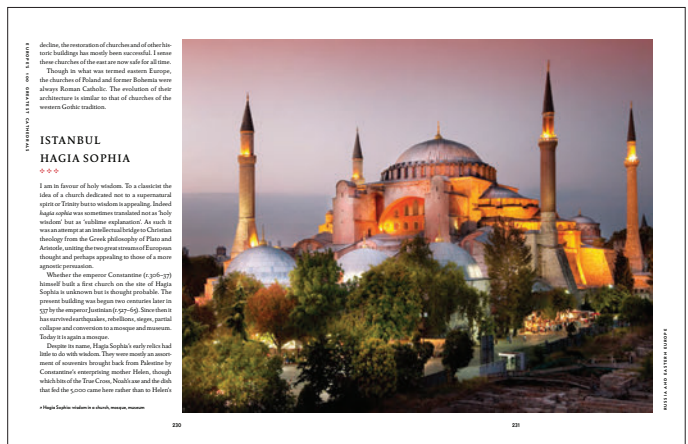 EUROPE'S 100 GREATEST CATHEDRALS
decline, the restoration of churches and of other his-
toric buildings has mostly been successful. I sense
these churches of the east are now safe for all time.
Though in what was termed eastern Europe,
the churches of Poland and former Bohemia were
always Roman Catholic. The evolution of their
architecture is similar to that of churches of the
western Gothic tradition.
ISTANBUL
HAGIA SOPHIA
I am in favour of holy wisdom. To a classicist the
idea of a church dedicated not to a supernatural
spirit or Trinity but to wisdom is appealing. Indeed
hagia sophia was sometimes translated not as 'holy
wisdom' but as 'sublime explanation'. As such it
was an attempt at an intellectual bridge to Christian
theology from the Greek philosophy of Plato and
Aristotle, uniting the two great streams of European
thought and perhaps appealing to those of a more
agnostic persuasion.
Whether the emperor Constantine (r.306–37)
himself built a first church on the site of Hagia
Sophia is unknown but is thought probable. The
present building was begun two centuries later in
537 by the emperor Justinian (r.527–65). Since then it
has survived earthquakes, rebellions, sieges, partial
collapse and conversion to a mosque and museum.
Today it is again a mosque.
Despite its name, Hagia Sophia's early relics had
little to do with wisdom. They were mostly an assort-
ment of souvenirs brought back from Palestine by
Constantine's enterprising mother Helen, though
which bits of the True Cross, Noah's axe and the dish
that fed the 5,000 came here rather than to Helen's
Hagia Sophia: wisdom in a church, mosque, museum
230
231
RUSSIA AND EASTERN EUROPE